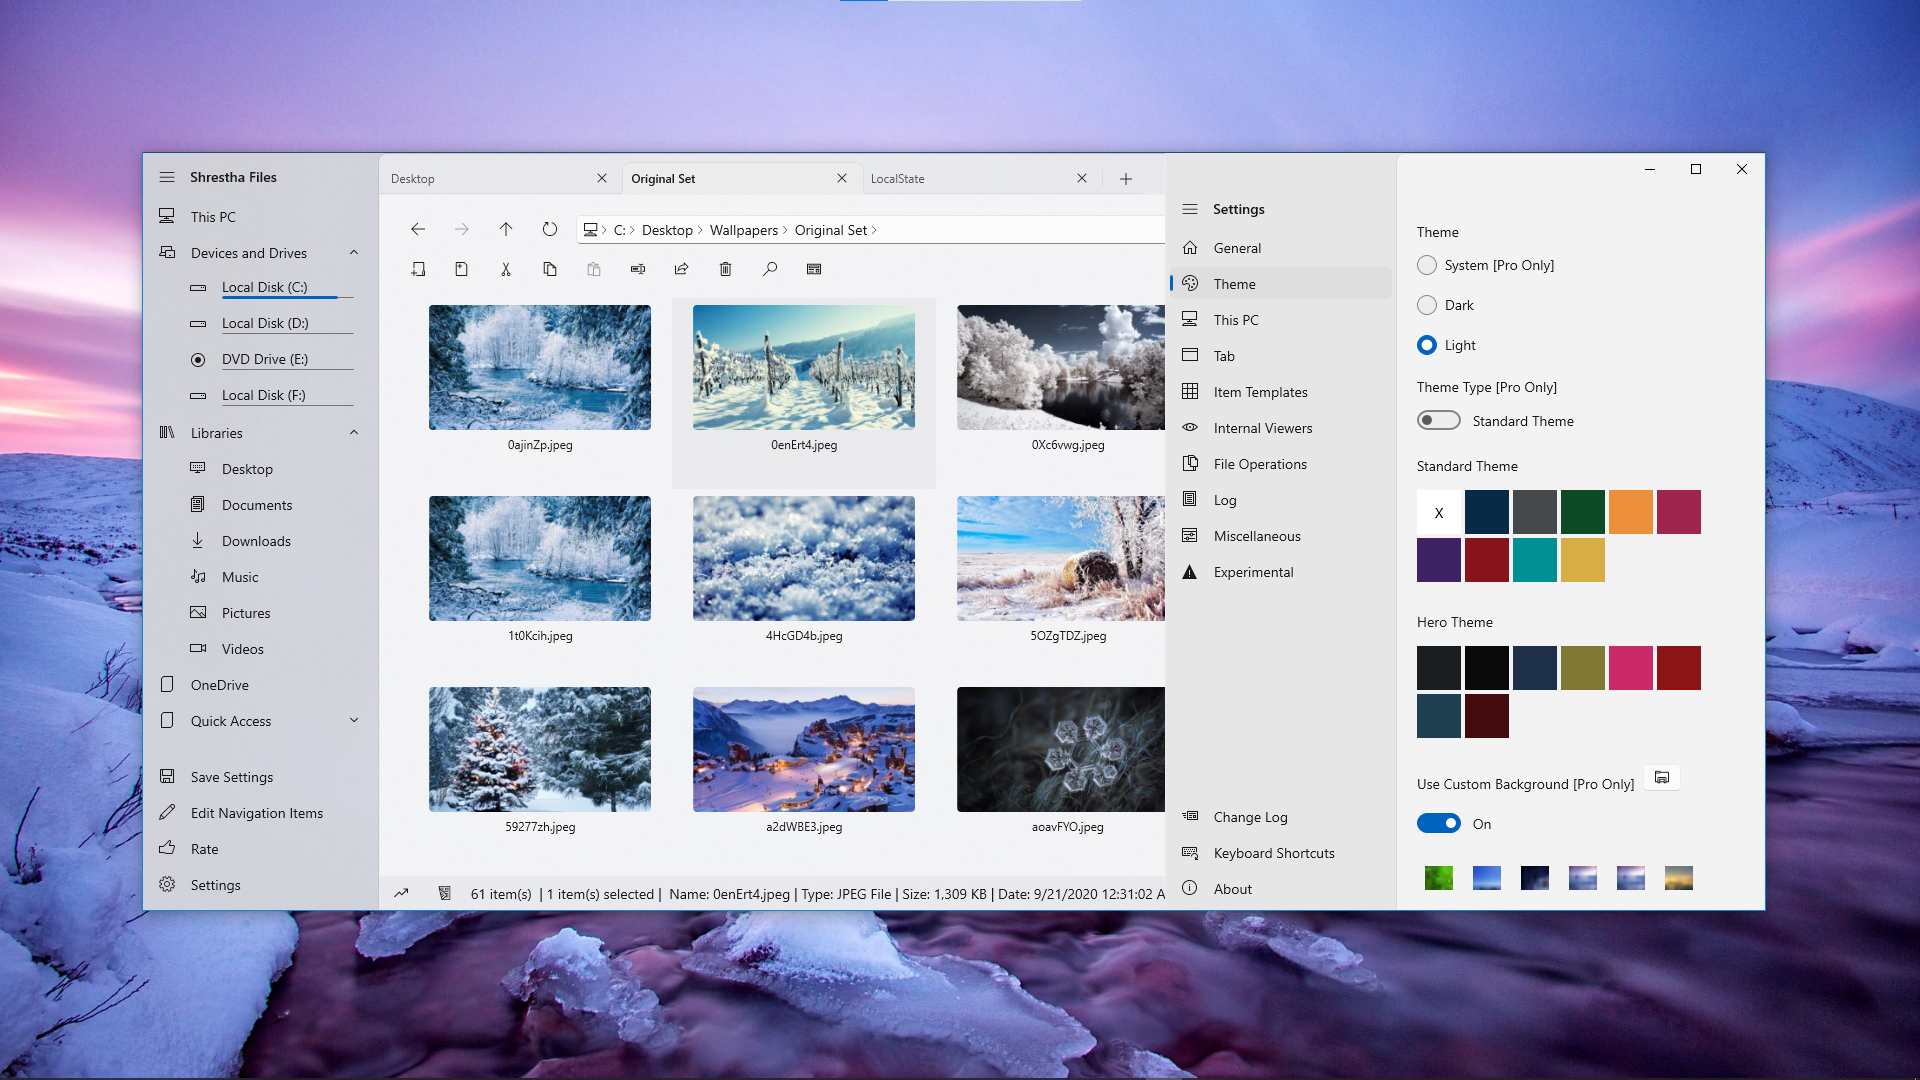 Shrestha Files
This PC
Devices and Drives
Local Disk (C:)
Local Disk (D:)
DVD Drive (E:)
Local Disk (F:)
Libraries
Desktop
Documents
Downloads
Music
Pictures
Videos
OneDrive
Quick Access
Save Settings
Edit Navigation Items
Rate
Settings
Desktop
Original Set
LocalState
C: Desktop Wallpapers Original Set
0ajinZp.jpeg
0enErt4.jpeg
0Xc6vwg.jpeg
1t0Kcih.jpeg
4HcGD4b.jpeg
5OZgTDZ.jpeg
59277zh.jpeg
a2dWBE3.jpeg
aoavFYO.jpeg
61 item(s) | 1 item(s) selected | Name: 0enErt4.jpeg | Type: JPEG File | Size: 1,309 KB | Date: 9/21/2020 12:31:02 A
Settings
General
Theme
This PC
Tab
Item Templates
Internal Viewers
File Operations
Log
Miscellaneous
Experimental
Change Log
Keyboard Shortcuts
About
Theme
System [Pro Only]
Dark
Light
Theme Type [Pro Only]
Standard Theme
Standard Theme
X
Hero Theme
Use Custom Background [Pro Only]
On